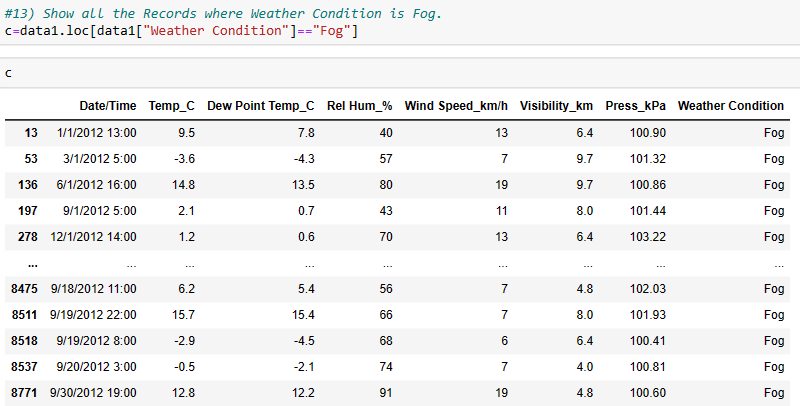 #13) Show all the Records where Weather Condition is Fog.
c=data1.loc[data1["Weather Condition"]=="Fog"]
c
Date/Time Temp_C Dew Point Temp_C Rel Hum_% Wind Speed_km/h Visibility_km Press_kPa Weather Condition
13 1/1/2012 13:00 9.5 7.8 40 13 6.4 100.90 Fog
53 3/1/2012 5:00 -3.6 -4.3 57 7 9.7 101.32 Fog
136 6/1/2012 16:00 14.8 13.5 80 19 9.7 100.86 Fog
197 9/1/2012 5:00 2.1 0.7 43 11 8.0 101.44 Fog
278 12/1/2012 14:00 1.2 0.6 70 13 6.4 103.22 Fog
... ... ... ... ... ... ... ... ...
8475 9/18/2012 11:00 6.2 5.4 56 7 4.8 102.03 Fog
8511 9/19/2012 22:00 15.7 15.4 66 7 8.0 101.93 Fog
8518 9/19/2012 8:00 -2.9 -4.5 68 6 6.4 100.41 Fog
8537 9/20/2012 3:00 -0.5 -2.1 74 7 4.0 100.81 Fog
8771 9/30/2012 19:00 12.8 12.2 91 19 4.8 100.60 Fog